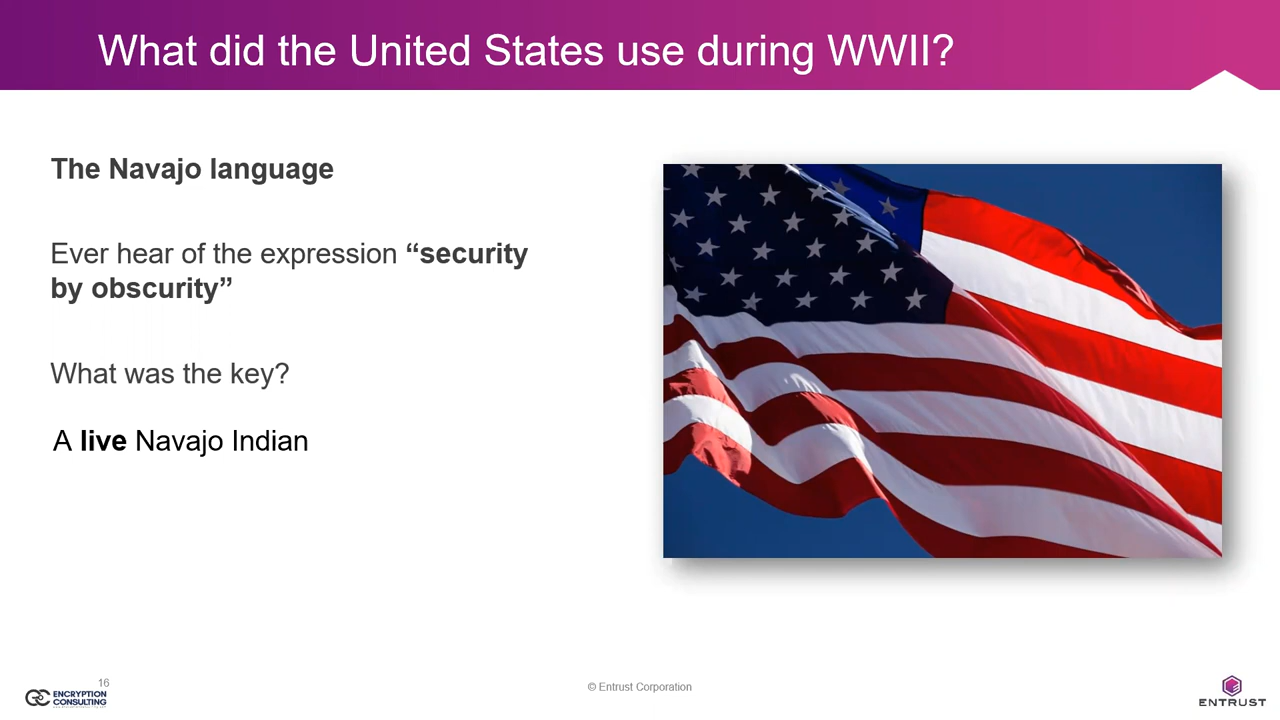 What did the United States use during WWII?
The Navajo language
Ever hear of the expression “security
by obscurity”
What was the key?
A live Navajo Indian
16
ENCRYPTION
CONSULTING
© Entrust Corporation
ENTRUST